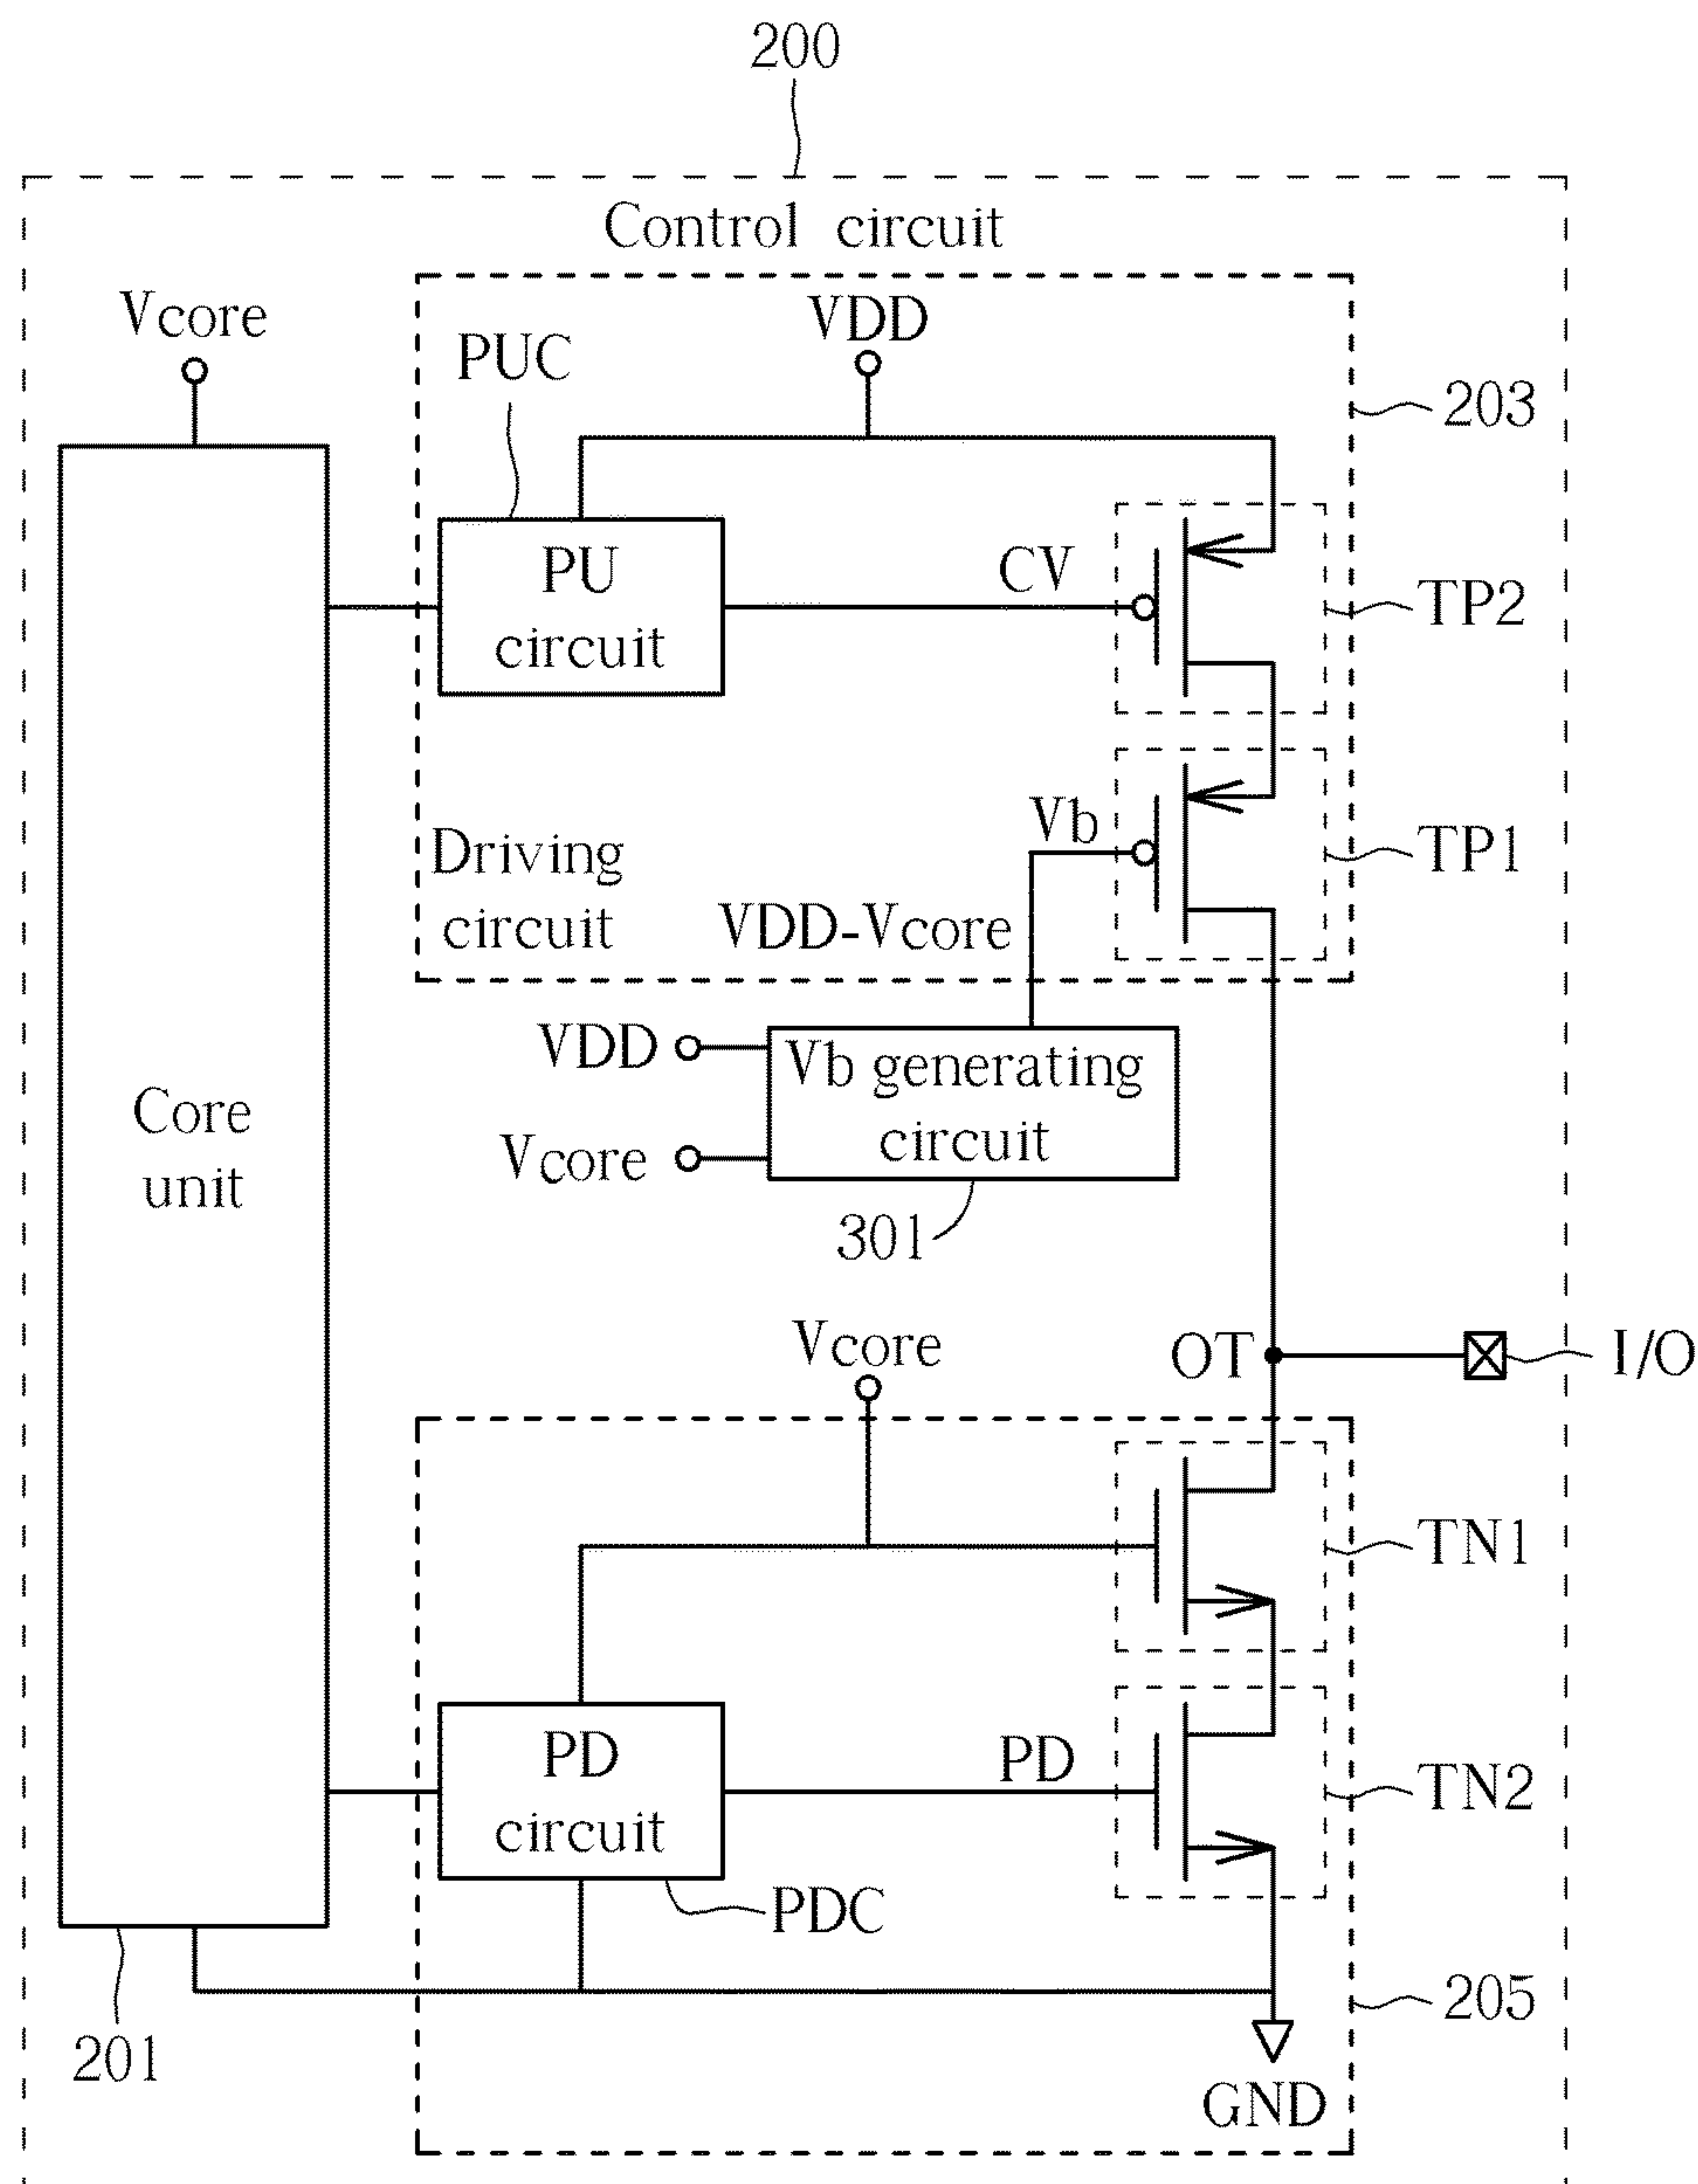 200
Control circuit
Vcore
VDD
PUC
203
PU
circuit
CV
TP2
Vb
TP1
Driving
circuit
VDD-Vcore
VDD
Vb generating
circuit
Vcore
301
Core
unit
Vcore
OT
I/O
TN1
PD
circuit
PD
TN2
PDC
205
201
GND